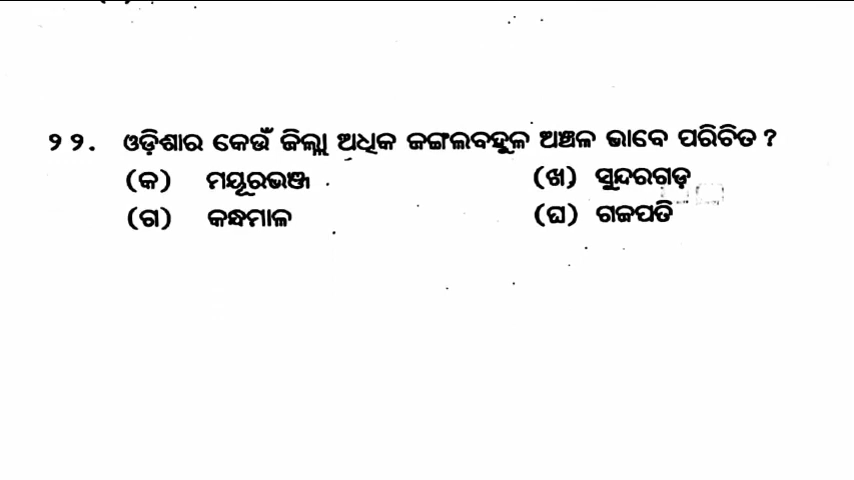 ୨୨. ଓଡ଼ିଶାର କେଉଁ ଜିଲ୍ଲା ଅଧିକ ଜଙ୍ଗଲବହୁଳ ଅଞ୍ଚଳ ଭାବେ ପରିଚିତ ?
(କ) ମୟୂରଭଞ୍ଜ (ଖ) ସୁନ୍ଦରଗଡ଼
(ଗ) କନ୍ଧମାଳ (ଘ) ଗଜପତି